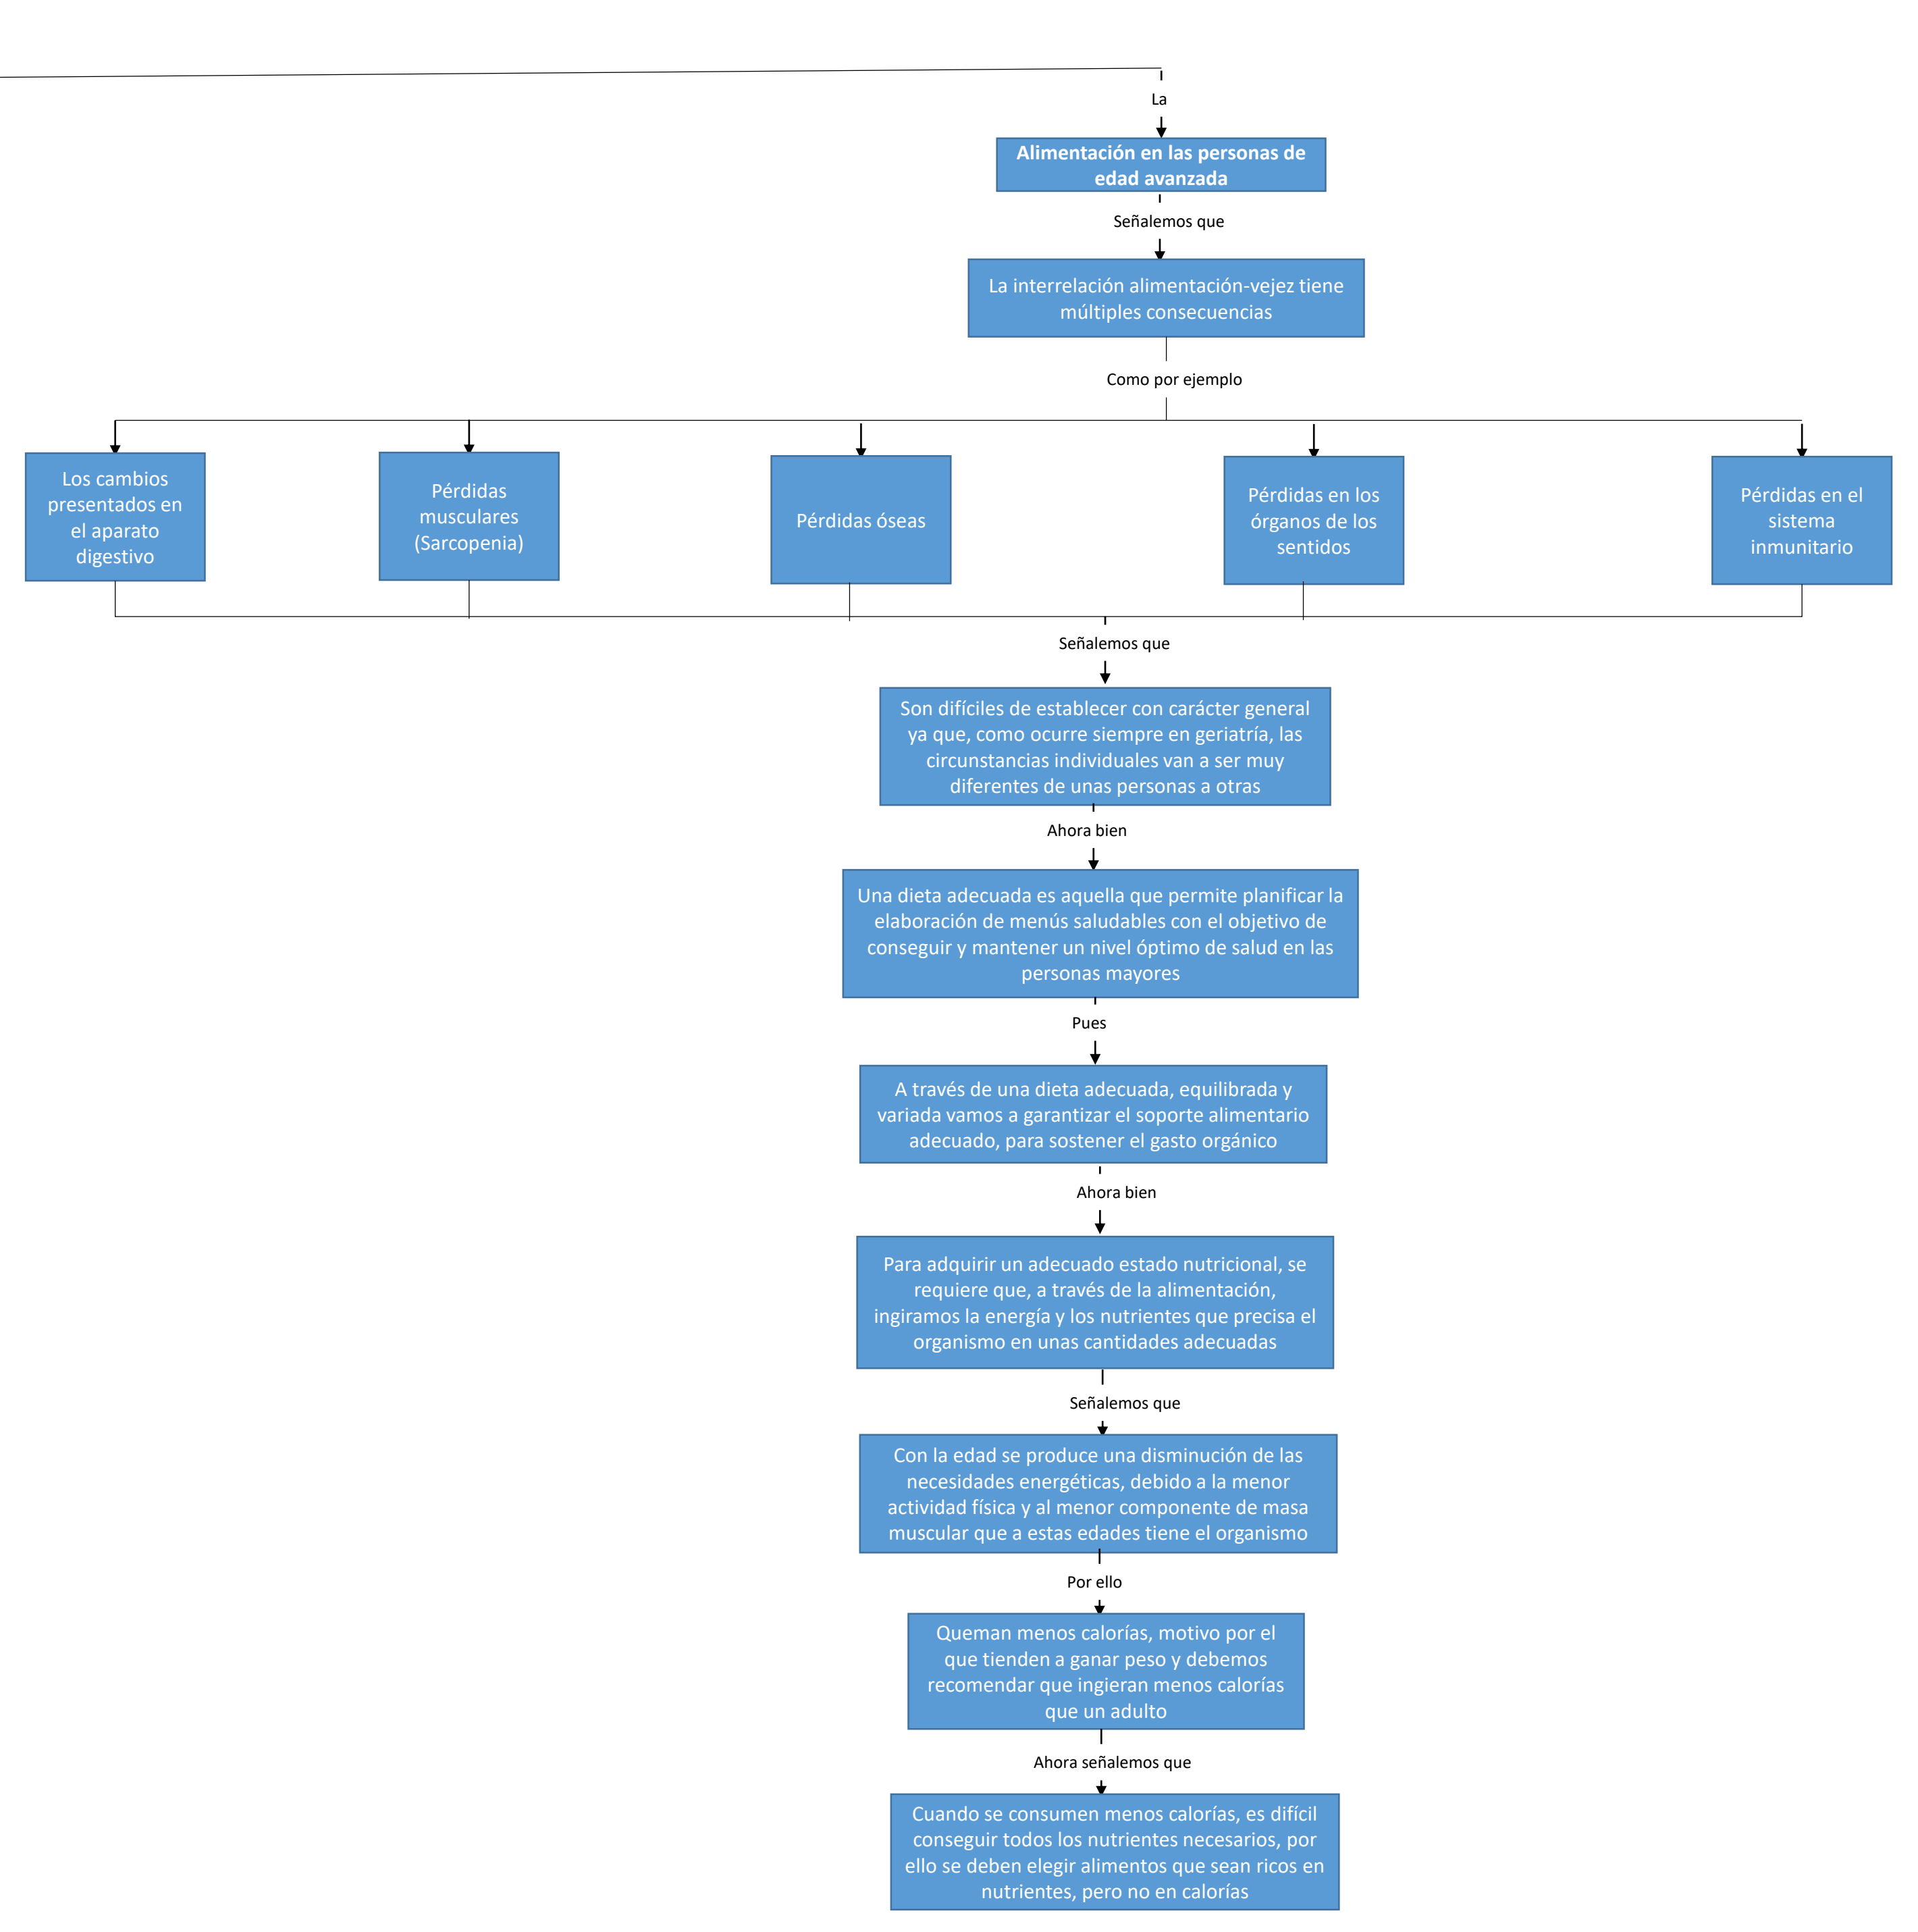 La
Alimentación en las personas de
edad avanzada
Señalemos que
La interrelación alimentación-vejez tiene
múltiples consecuencias
Como por ejemplo
Los cambios
presentados en
el aparato
digestivo
Pérdidas
musculares
(Sarcopenia)
Pérdidas óseas
Pérdidas en los
órganos de los
sentidos
Pérdidas en el
sistema
inmunitario
Señalemos que
Son difíciles de establecer con carácter general
ya que, como ocurre siempre en geriatría, las
circunstancias individuales van a ser muy
diferentes de unas personas a otras
Ahora bien
Una dieta adecuada es aquella que permite planificar la
elaboración de menús saludables con el objetivo de
conseguir y mantener un nivel óptimo de salud en las
personas mayores
Pues
A través de una dieta adecuada, equilibrada y
variada vamos a garantizar el soporte alimentario
adecuado, para sostener el gasto orgánico
Ahora bien
Para adquirir un adecuado estado nutricional, se
requiere que, a través de la alimentación,
ingiramos la energía y los nutrientes que precisa el
organismo en unas cantidades adecuadas
Señalemos que
Con la edad se produce una disminución de las
necesidades energéticas, debido a la menor
actividad física y al menor componente de masa
muscular que a estas edades tiene el organismo
Por ello
Queman menos calorías, motivo por el
que tienden a ganar peso y debemos
recomendar que ingieran menos calorías
que un adulto
Ahora señalemos que
Cuando se consumen menos calorías, es difícil
conseguir todos los nutrientes necesarios, por
ello se deben elegir alimentos que sean ricos en
nutrientes, pero no en calorías